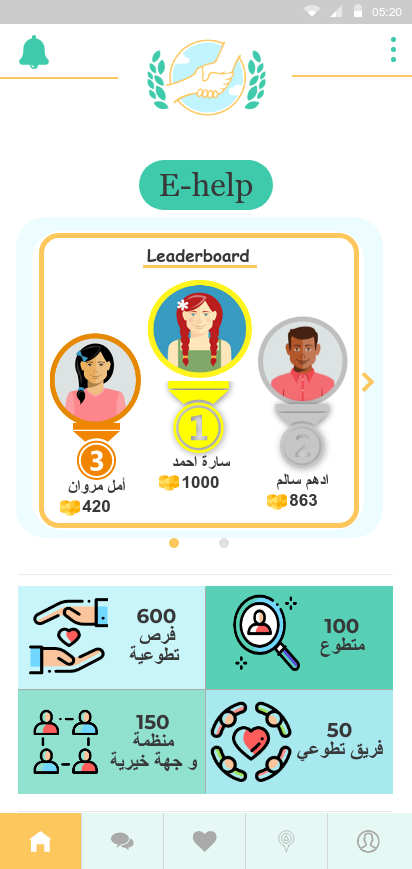 05:20
E-help
Leaderboard
1
2
3
سارة احمد
1000
ادهم سالم
863
أمل مروان
420
100
متطوع
600
فرص
تطوعية
50
فريق تطوعي
150
منظمة
و جهة خيرية